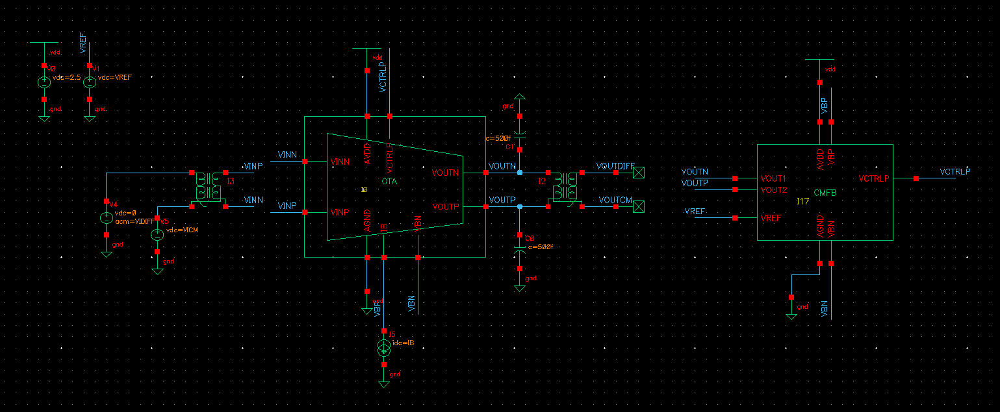 vdd
V0
vdc=2.5
gnd
VREF
V1
vdc=VREF
gnd
V4
vdc=0
acm=VIDIFF
gnd
V5
vdc=VICM
gnd
I3
VINP
VINN
VINN
VINP
vdd
VCTRLP
AVDD
VCTRLP
VINN
VINP
OTA
I0
VOUTN
VOUTP
AGND
IB
VBN
gnd
VBP
VBN
I5
idc=IB
gnd
gnd
c=500f
C1
VOUTN
VOUTP
C0
c=500f
gnd
I2
VOUTDIFF
VOUTCM
vdd
VBP
AVDD
VBP
VOUTN
VOUTP
VREF
VOUT1
VOUT2
VREF
CMFB
I17
VCTRLP
VCTRLP
AGND
VBN
gnd
VBN